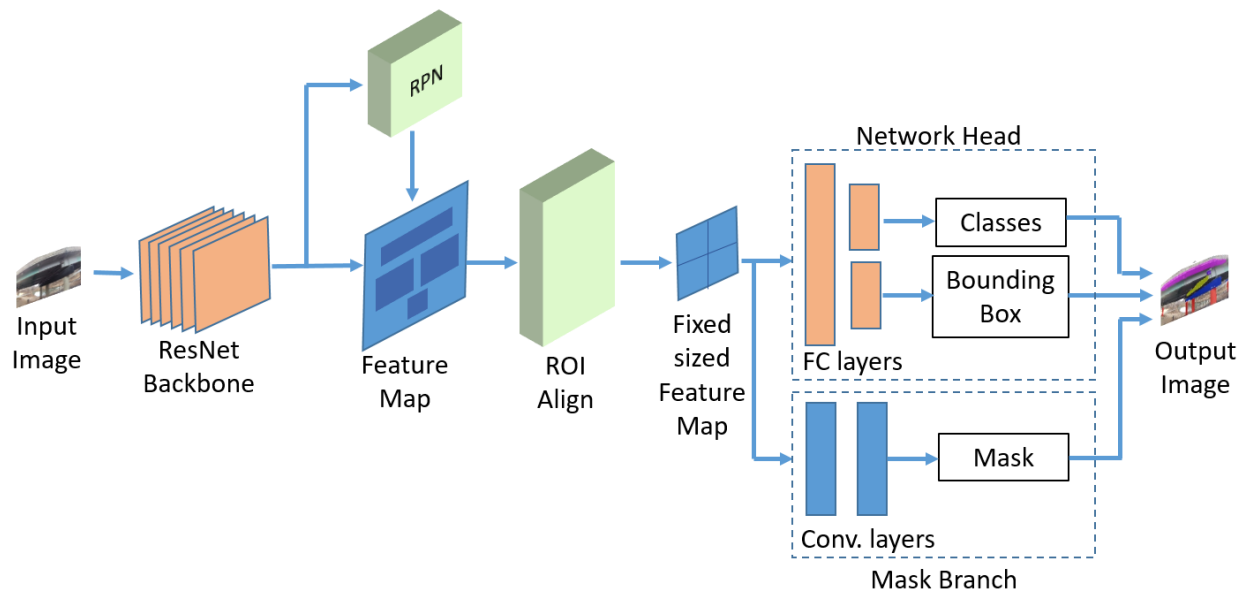 RPN
Network Head
Classes
Bounding
Box
FC layers
Input
Image
ResNet
Backbone
Feature
Map
ROI
Align
Fixed
sized
Feature
Map
Output
Image
Mask
Conv. layers
Mask Branch